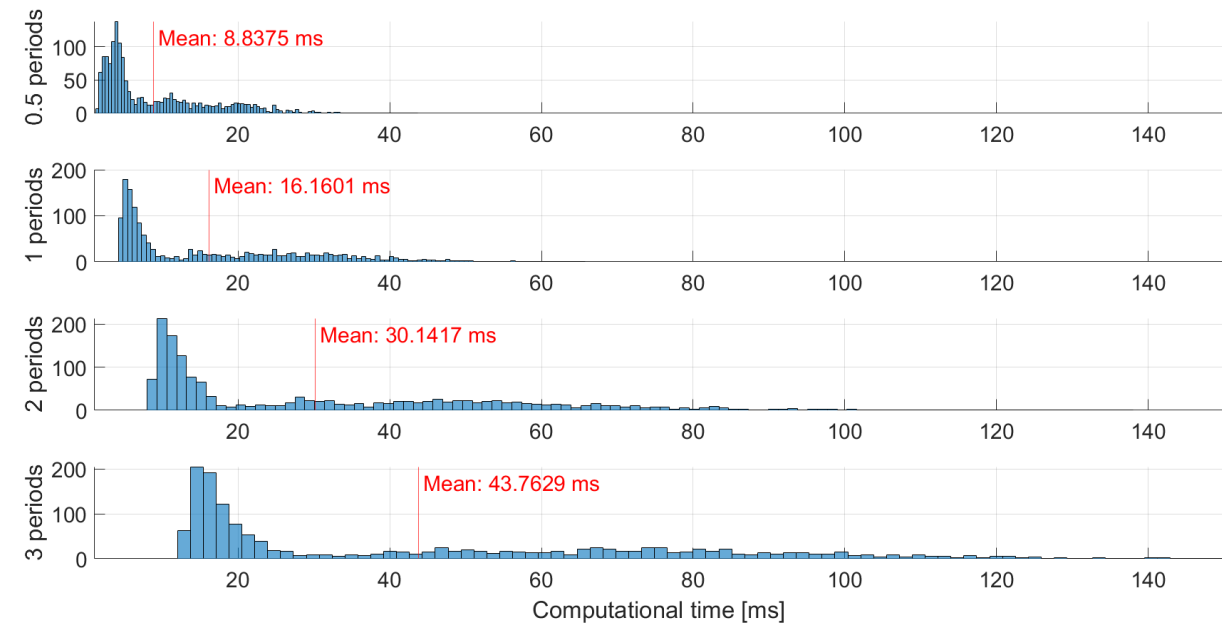 0.5 periods
100
50
0
Mean: 8.8375 ms
20 40 60 80 100 120 140
1 periods
200
100
0
Mean: 16.1601 ms
20 40 60 80 100 120 140
2 periods
200
100
0
Mean: 30.1417 ms
20 40 60 80 100 120 140
3 periods
200
100
0
Mean: 43.7629 ms
20 40 60 80 100 120 140
Computational time [ms]